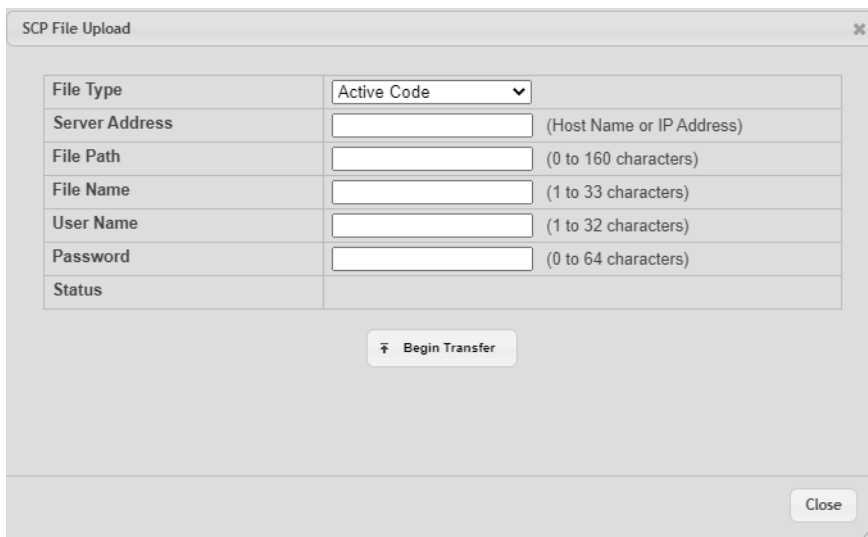 SCP File Upload
File Type Active Code
Server Address (Host Name or IP Address)
File Path (0 to 160 characters)
File Name (1 to 33 characters)
User Name (1 to 32 characters)
Password (0 to 64 characters)
Status
Begin Transfer
Close